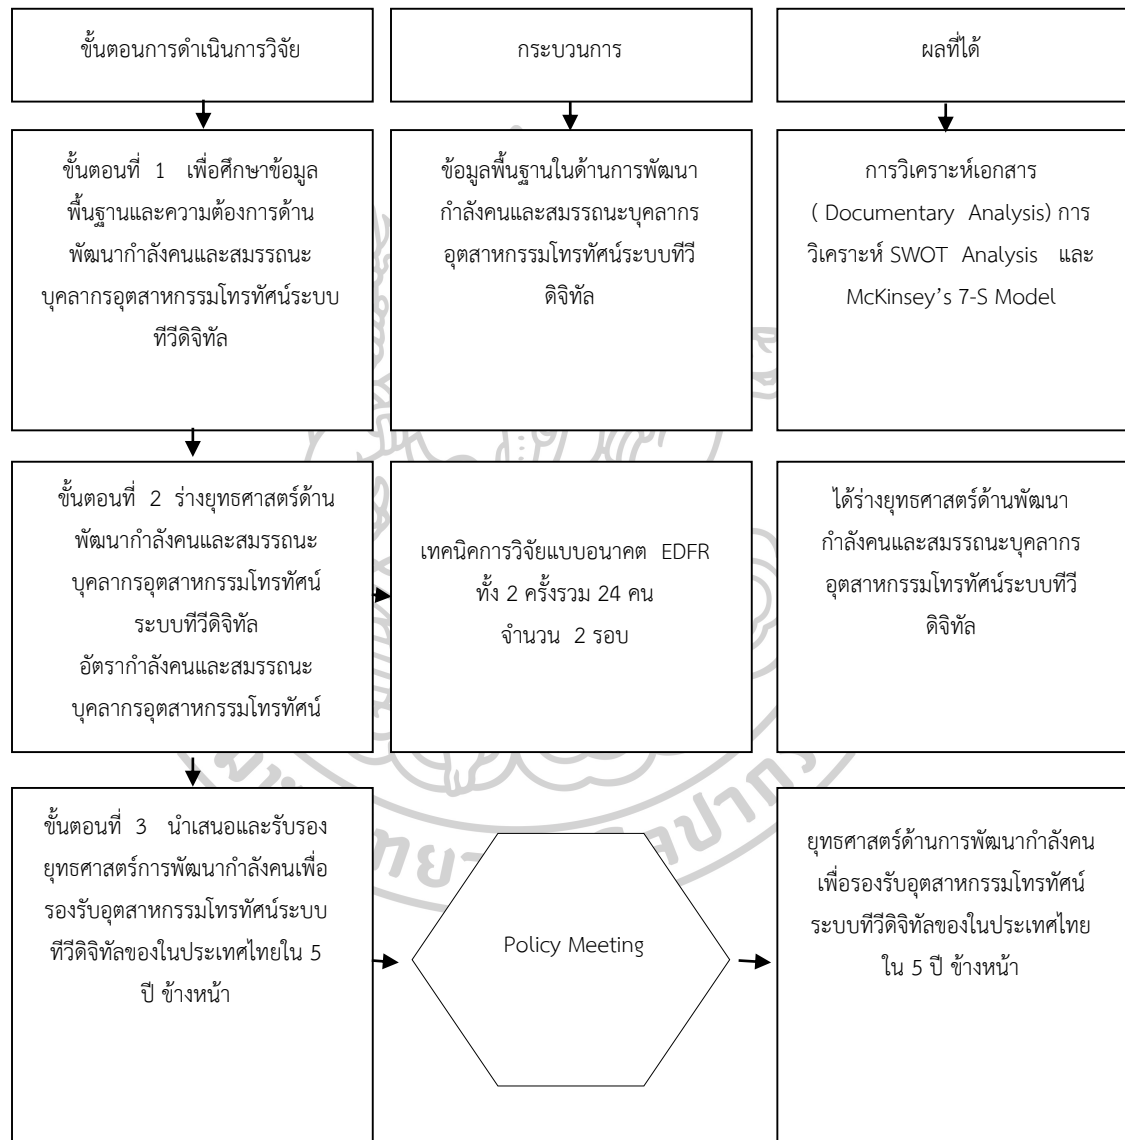 ขั้นตอนการดำเนินการวิจัย
กระบวนการ
ผลที่ได้
ขั้นตอนที่ 1 เพื่อศึกษาข้อมูล
พื้นฐานและความต้องการด้าน
พัฒนากำลังคนและสมรรถนะ
บุคลากรอุตสาหกรรมโทรทัศน์ระบบ
ทีวีดิจิทัล
ข้อมูลพื้นฐานในด้านการพัฒนา
กำลังคนและสมรรถนะบุคลากร
อุตสาหกรรมโทรทัศน์ระบบทีวี
ดิจิทัล
การวิเคราะห์เอกสาร
( Documentary Analysis) การ
วิเคราะห์ SWOT Analysis และ
McKinsey’s 7-S Model
ขั้นตอนที่ 2 ร่างยุทธศาสตร์ด้าน
พัฒนากำลังคนและสมรรถนะ
บุคลากรอุตสาหกรรมโทรทัศน์
ระบบทีวีดิจิทัล
อัตรากำลังคนและสมรรถนะ
บุคลากรอุตสาหกรรมโทรทัศน์
เทคนิคการวิจัยแบบอนาคต EDFR
ทั้ง 2 ครั้งรวม 24 คน
จำนวน 2 รอบ
ได้ร่างยุทธศาสตร์ด้านพัฒนา
กำลังคนและสมรรถนะบุคลากร
อุตสาหกรรมโทรทัศน์ระบบทีวี
ดิจิทัล
ขั้นตอนที่ 3 นำเสนอและรับรอง
ยุทธศาสตร์การพัฒนากำลังคนเพื่อ
รองรับอุตสาหกรรมโทรทัศน์ระบบ
ทีวีดิจิทัลของในประเทศไทยใน 5
ปี ข้างหน้า
Policy Meeting
ยุทธศาสตร์ด้านการพัฒนากำลังคน
เพื่อรองรับอุตสาหกรรมโทรทัศน์
ระบบทีวีดิจิทัลของในประเทศไทย
ใน 5 ปี ข้างหน้า